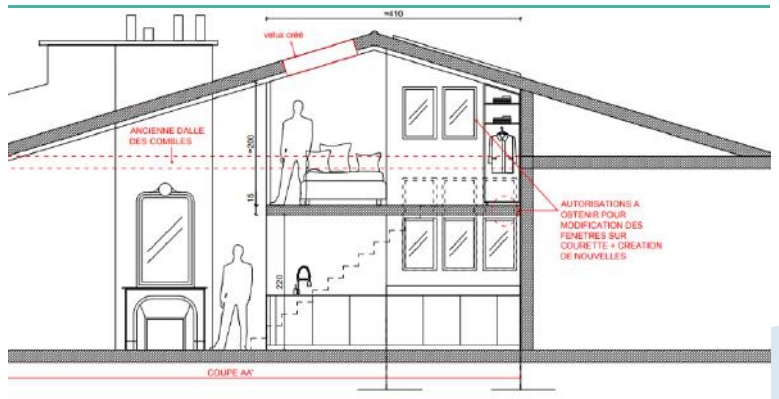 ≈410
velux créé
ANCIENNE DALLE
DES COMBLES
≈200
15
AUTORISATIONS A
OBTENIR POUR
MODIFICATION DES
FENETRES SUR
COURETTE + CREATION
DE NOUVELLES
220
COUPE AA'